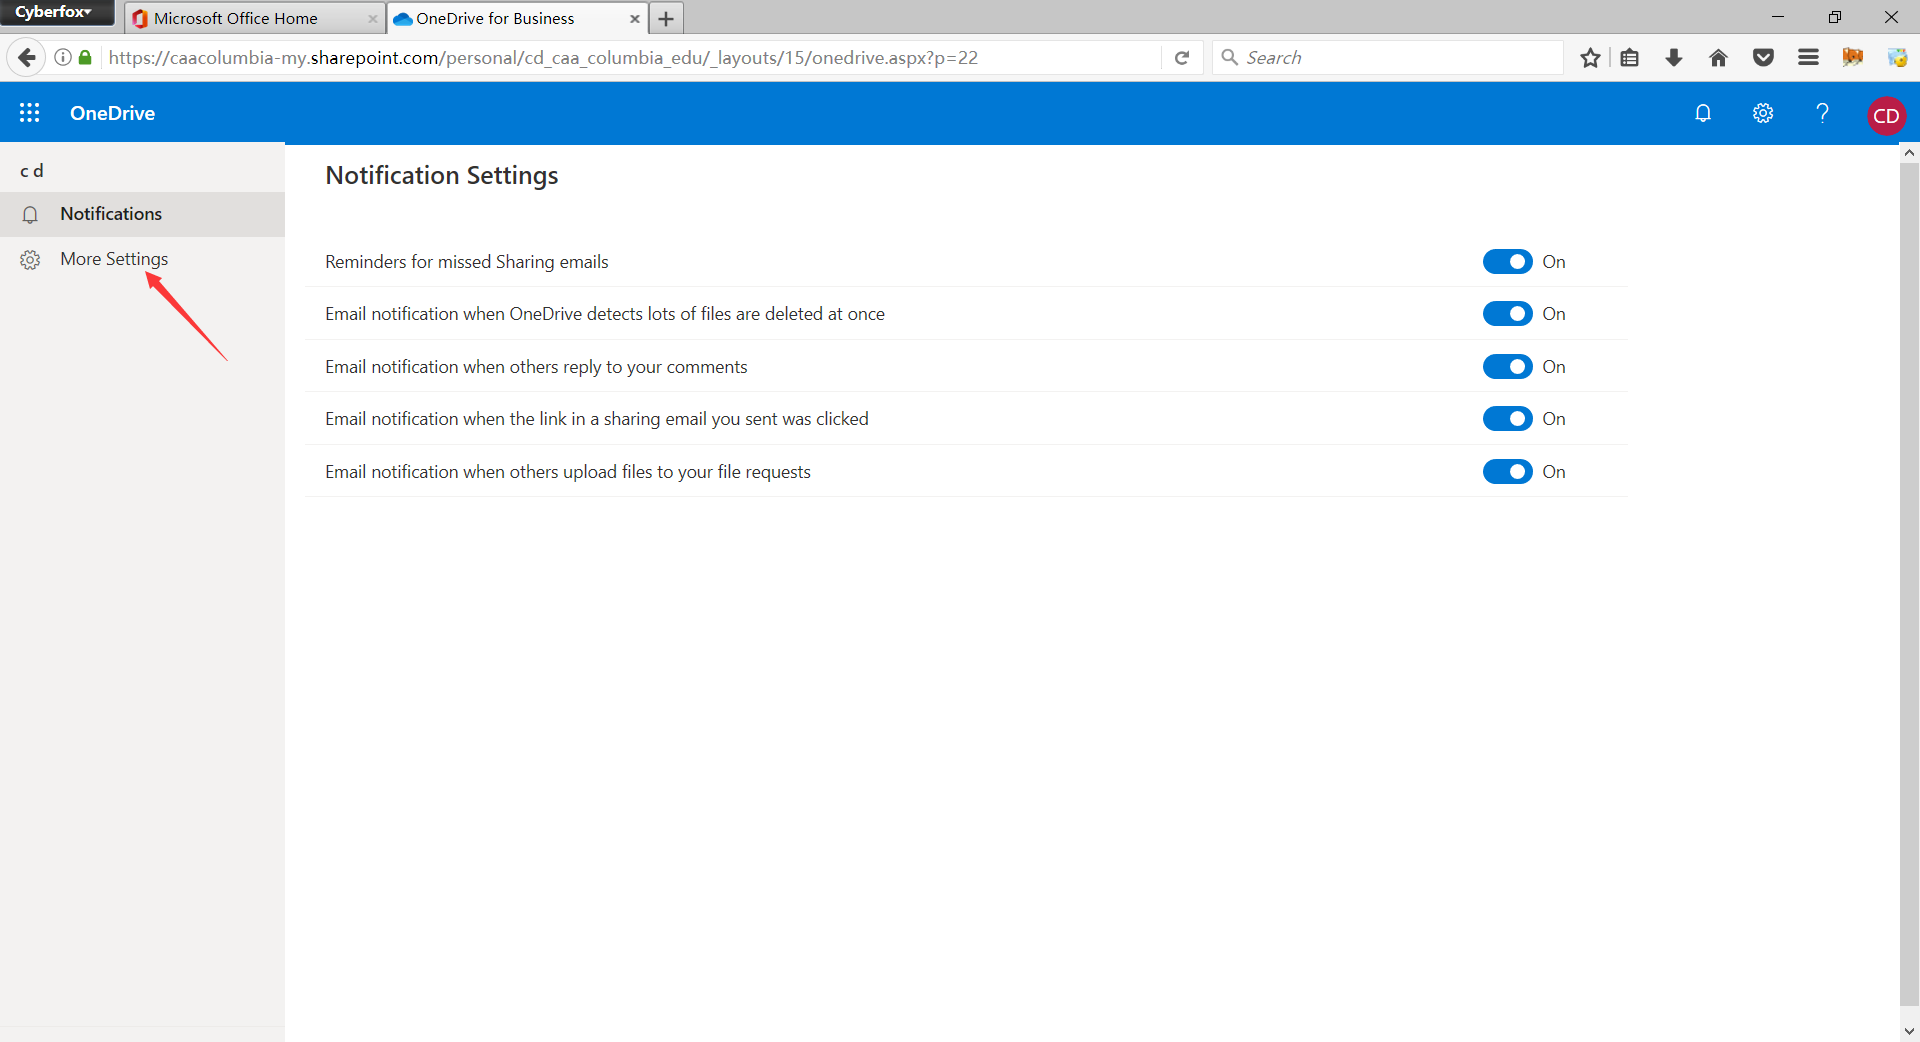 Cyberfox
Microsoft Office Home
OneDrive for Business
https://caacolumbia-my.sharepoint.com/personal/cd_caa_columbia_edu/_layouts/15/onedrive.aspx?p=22
Search
OneDrive
CD
c d
Notifications
More Settings
Notification Settings
Reminders for missed Sharing emails On
Email notification when OneDrive detects lots of files are deleted at once On
Email notification when others reply to your comments On
Email notification when the link in a sharing email you sent was clicked On
Email notification when others upload files to your file requests On